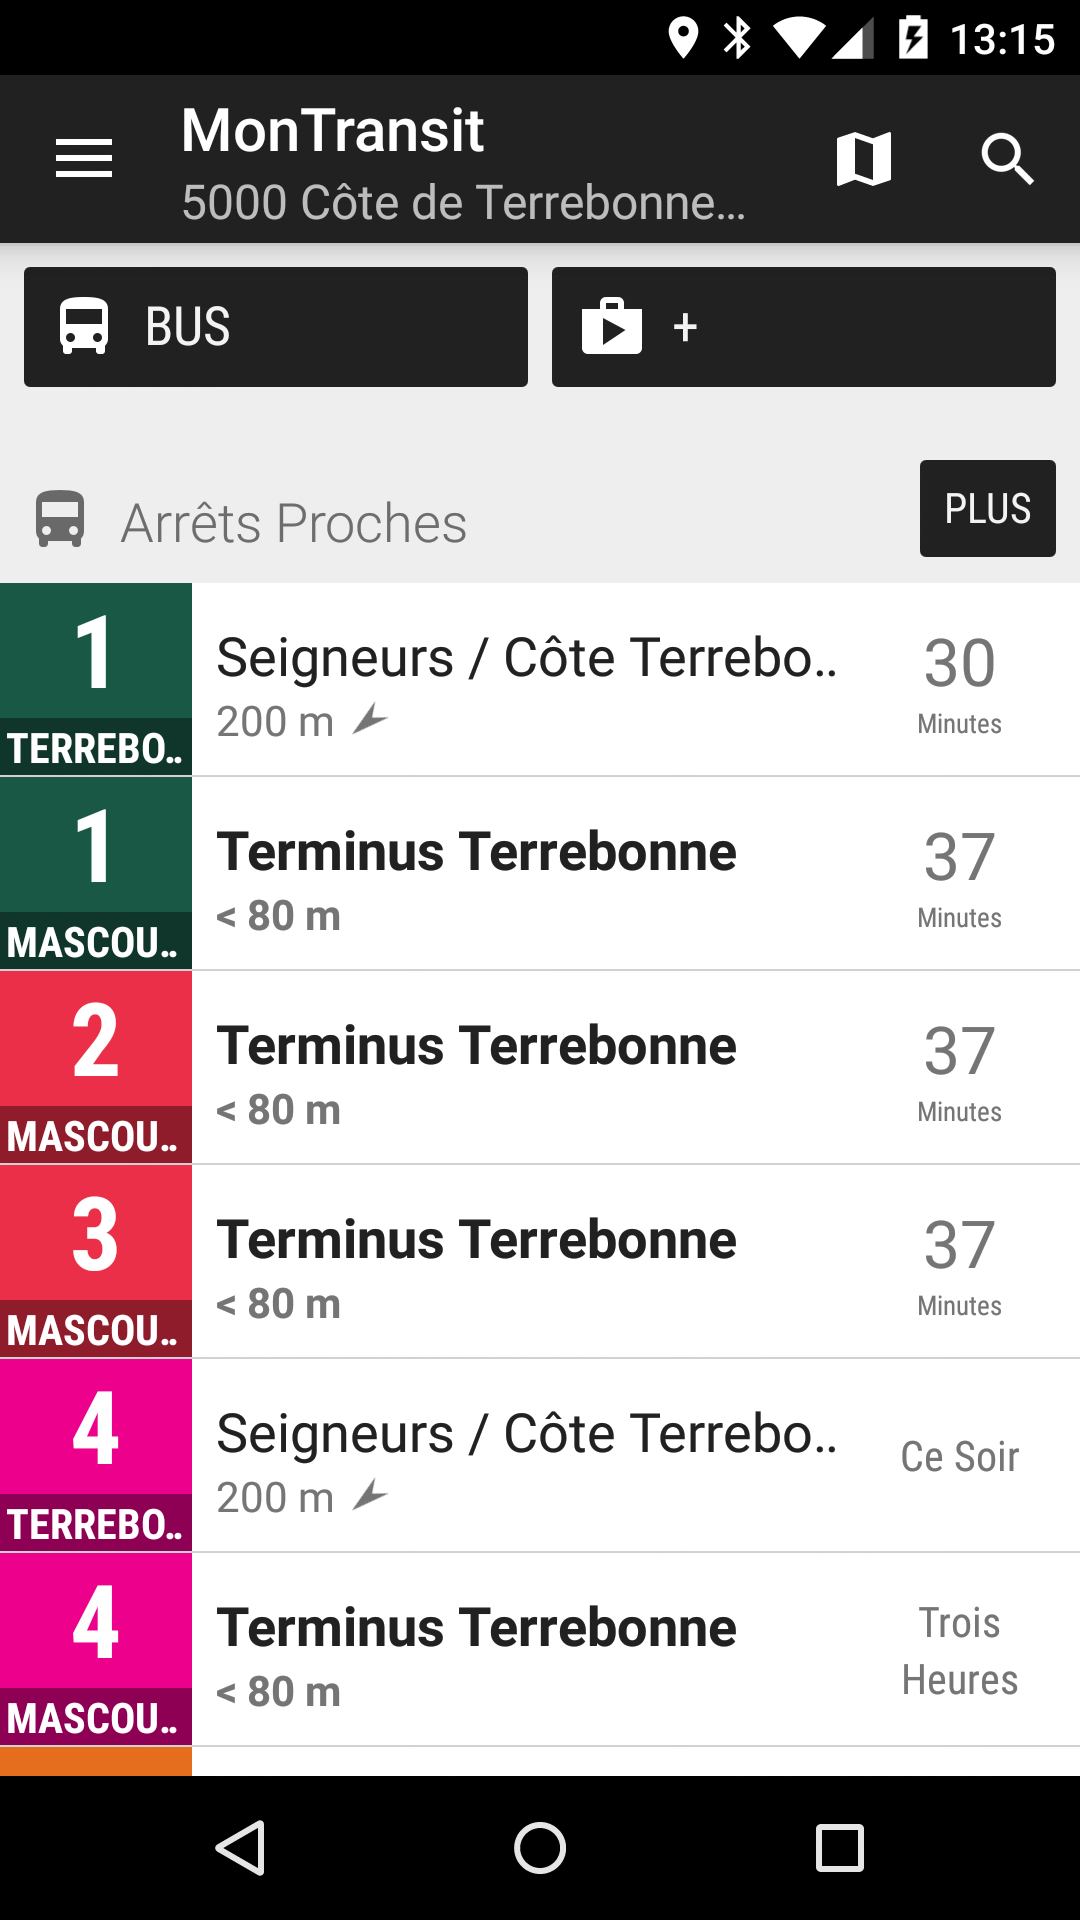 13:15
MonTransit
5000 Côte de Terrebonne…
BUS
+
Arrêts Proches
PLUS
1
TERREBO..
Seigneurs / Côte Terrebo..
200 m
30
Minutes
1
MASCOU..
Terminus Terrebonne
< 80 m
37
Minutes
2
MASCOU..
Terminus Terrebonne
< 80 m
37
Minutes
3
MASCOU..
Terminus Terrebonne
< 80 m
37
Minutes
4
TERREBO..
Seigneurs / Côte Terrebo..
200 m
Ce Soir
4
MASCOU..
Terminus Terrebonne
< 80 m
Trois
Heures